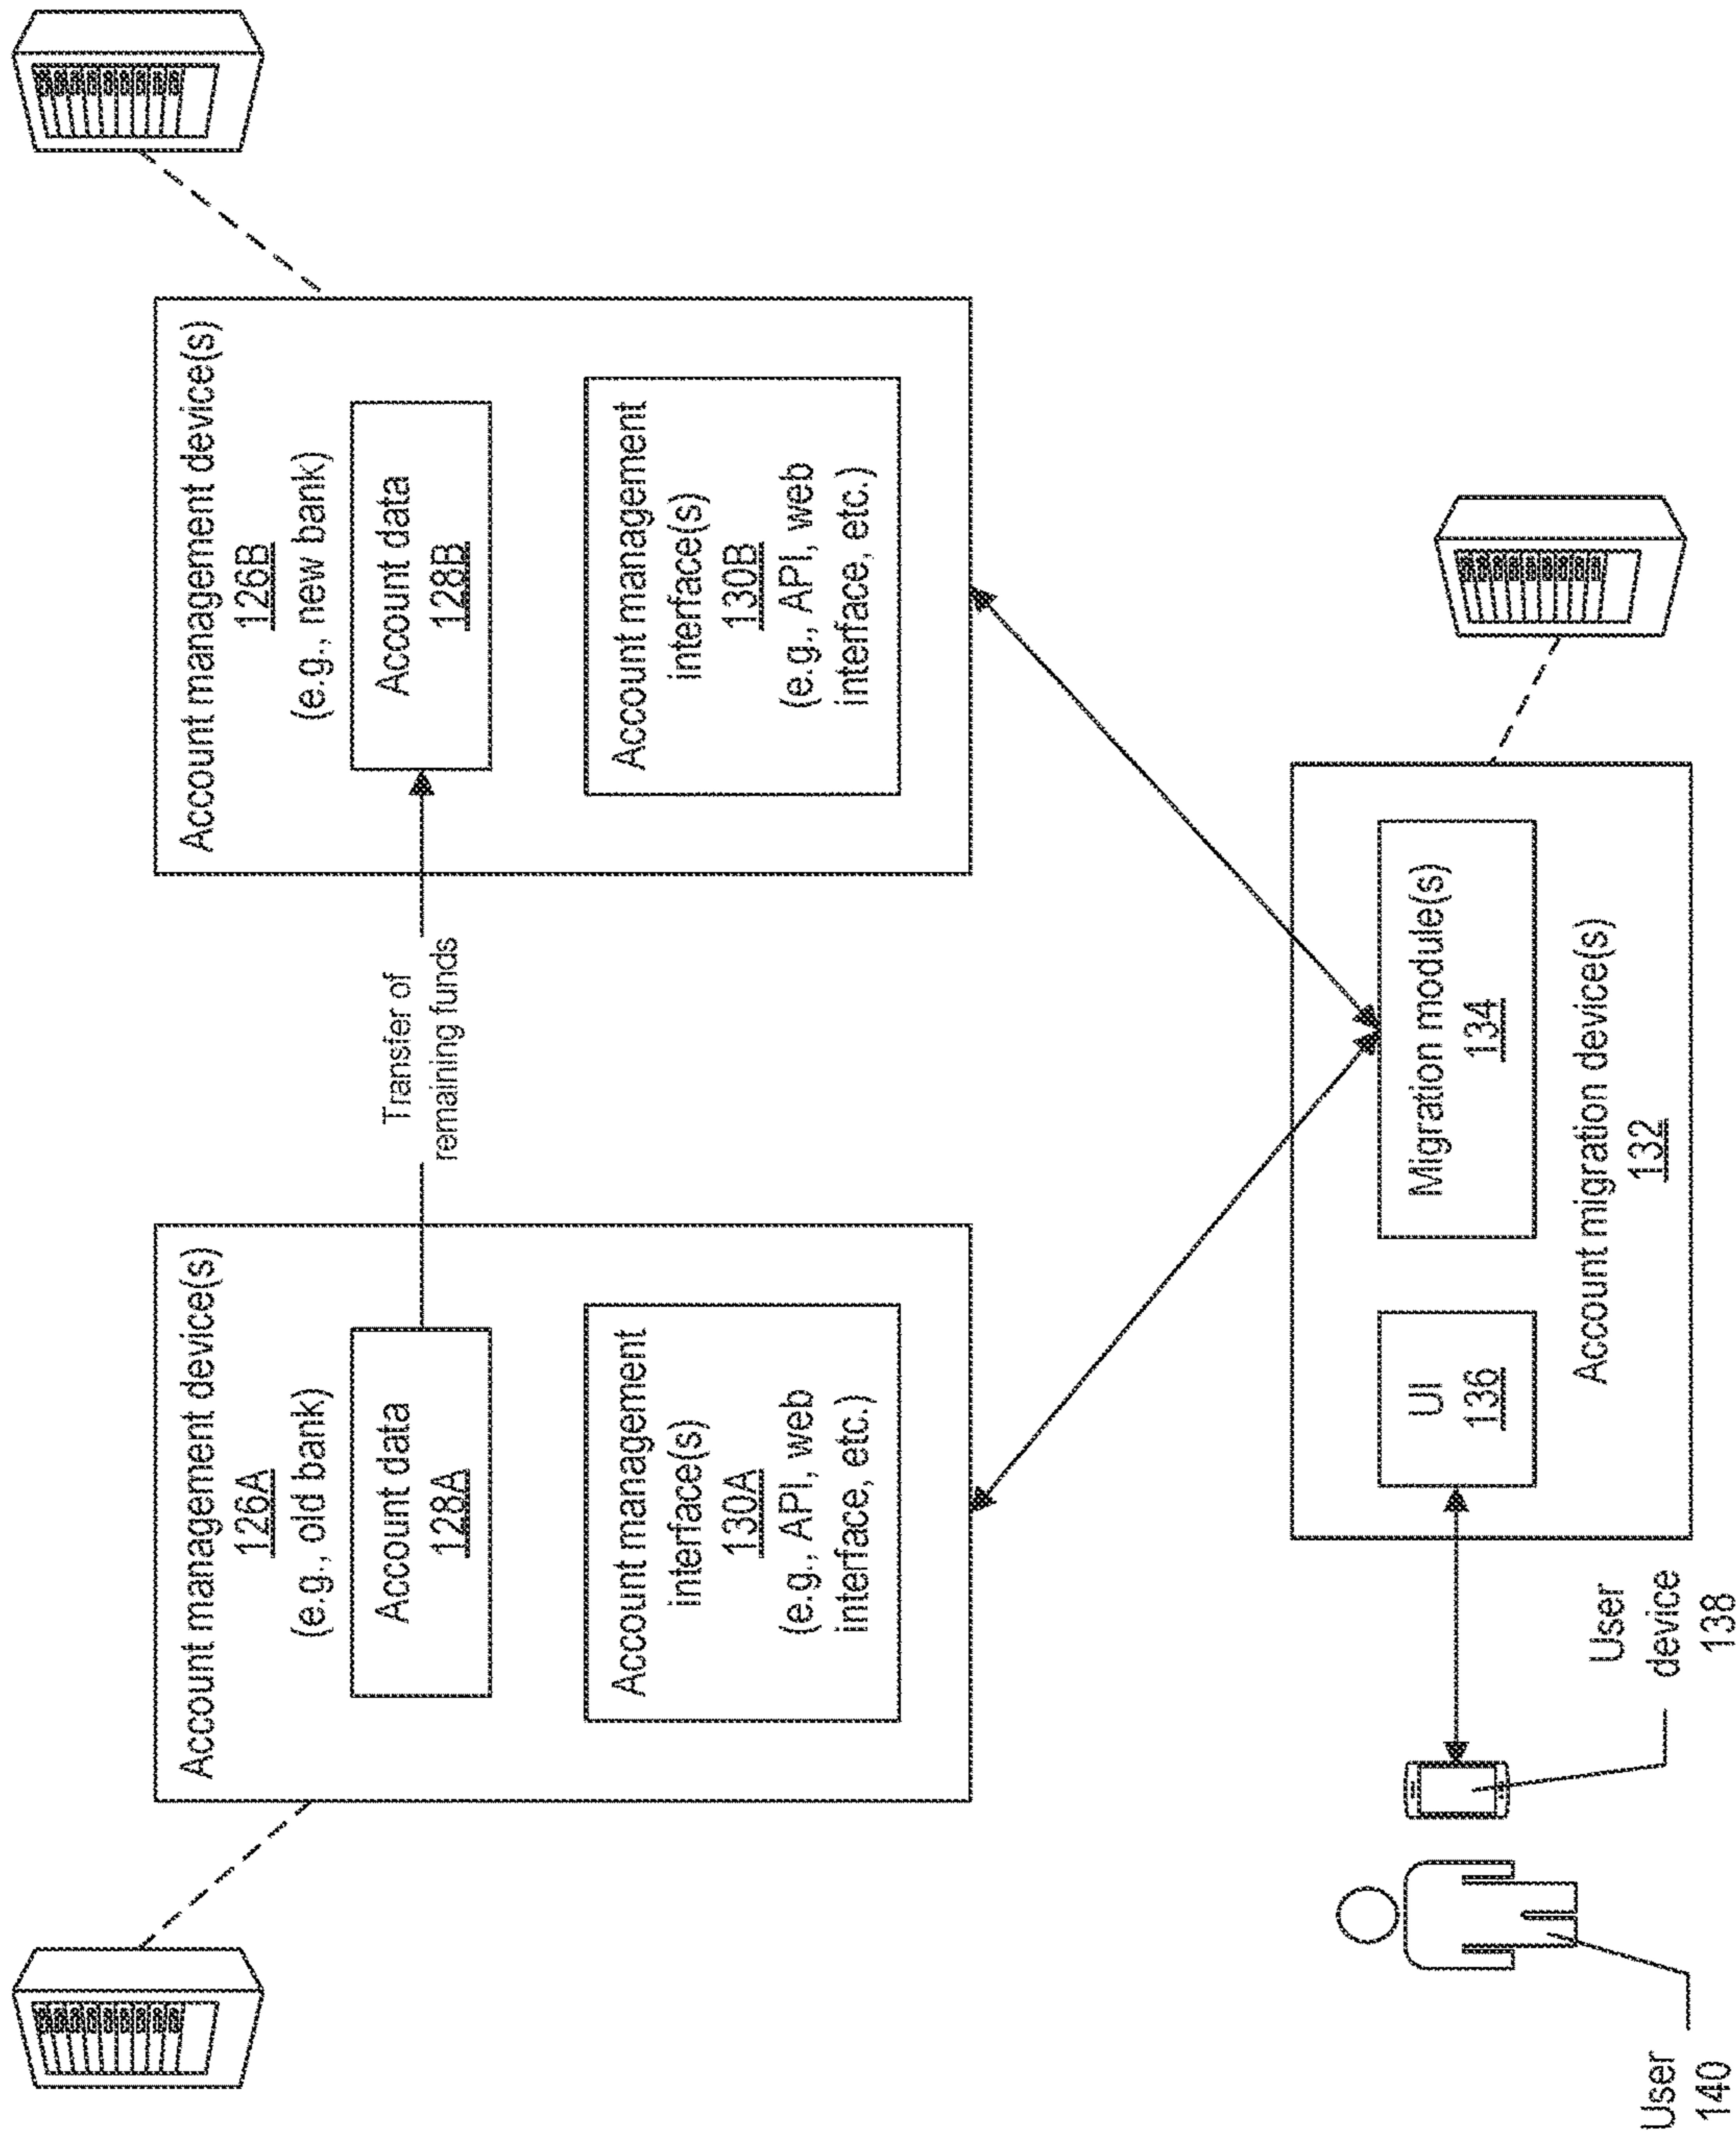 Account management device(s)
126A
(e.g., old bank)
Account data
128A
Account management
interface(s)
130A
(e.g., API, web
interface, etc.)
Transfer of
remaining funds
Account management device(s)
126B
(e.g., new bank)
Account data
128B
Account management
interface(s)
130B
(e.g., API, web
interface, etc.)
User
140
User
device
138
UI
136
Migration module(s)
134
Account migration device(s)
132